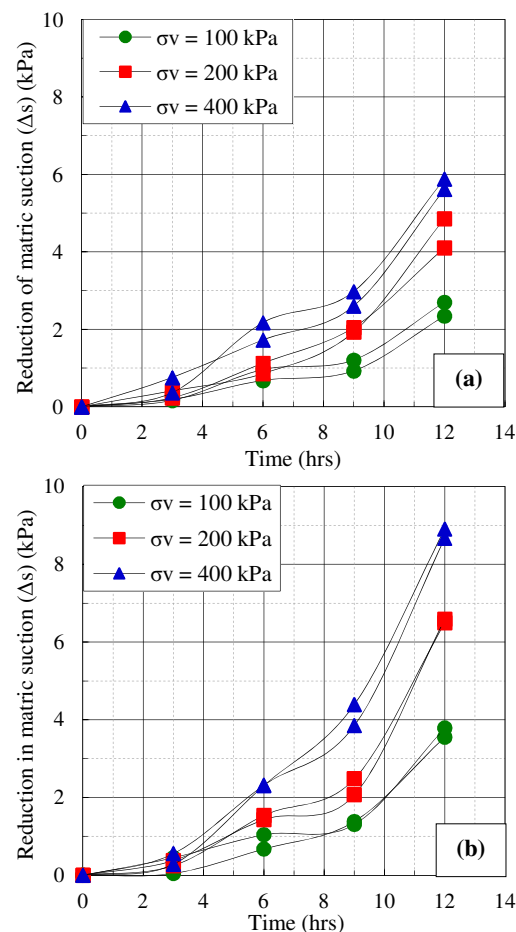 Reduction of matric suction (Δs) (kPa)
10
8
6
4
2
0
σv = 100 kPa
σv = 200 kPa
σv = 400 kPa
(a)
0 2 4 6 8 10 12 14
Time (hrs)
Reduction in matric suction (Δs) (kPa)
10
8
6
4
2
0
σv = 100 kPa
σv = 200 kPa
σv = 400 kPa
(b)
0 2 4 6 8 10 12 14
Time (hrs)